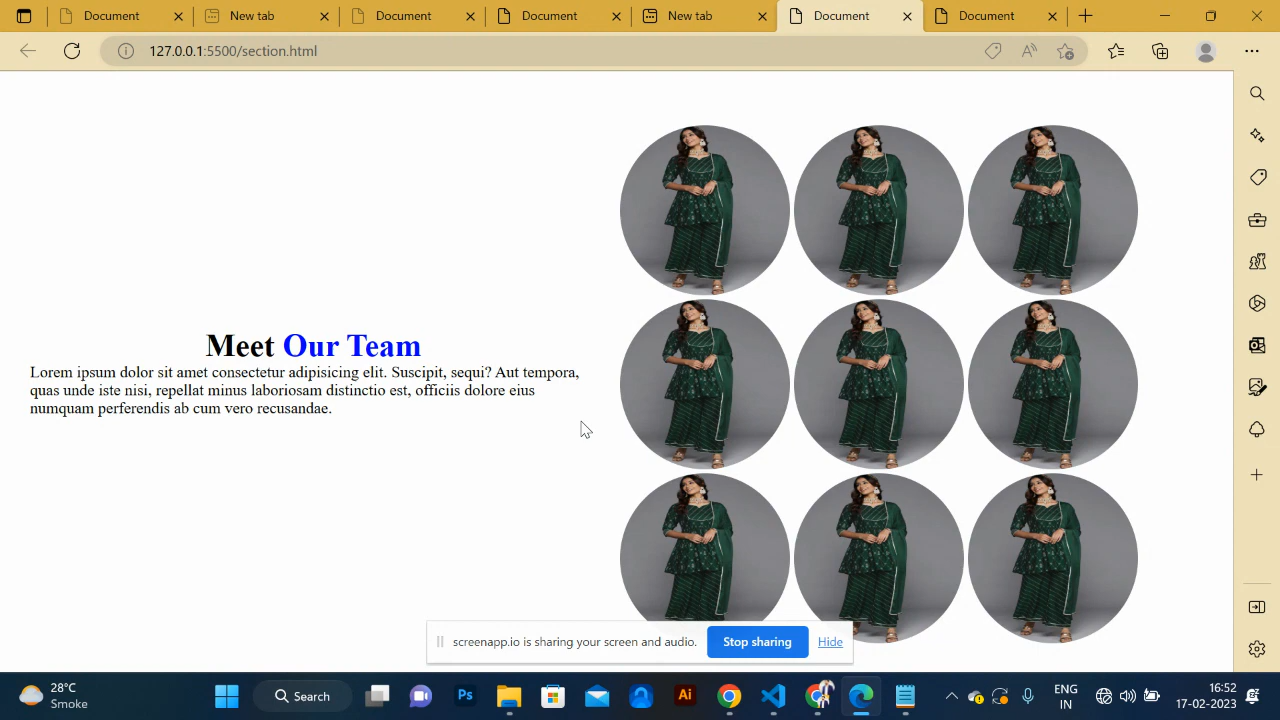 Document
New tab
Document
Document
New tab
Document
Document
127.0.0.1:5500/section.html
Meet Our Team
Lorem ipsum dolor sit amet consectetur adipisicing elit. Suscipit, sequi? Aut tempora,
quas unde iste nisi, repellat minus laboriosam distinctio est, officiis dolore eius
numquam perferendis ab cum vero recusandae.
screenapp.io is sharing your screen and audio.
Stop sharing
Hide
28°C
Smoke
Search
Ps
Ai
ENG
IN
16:52
17-02-2023